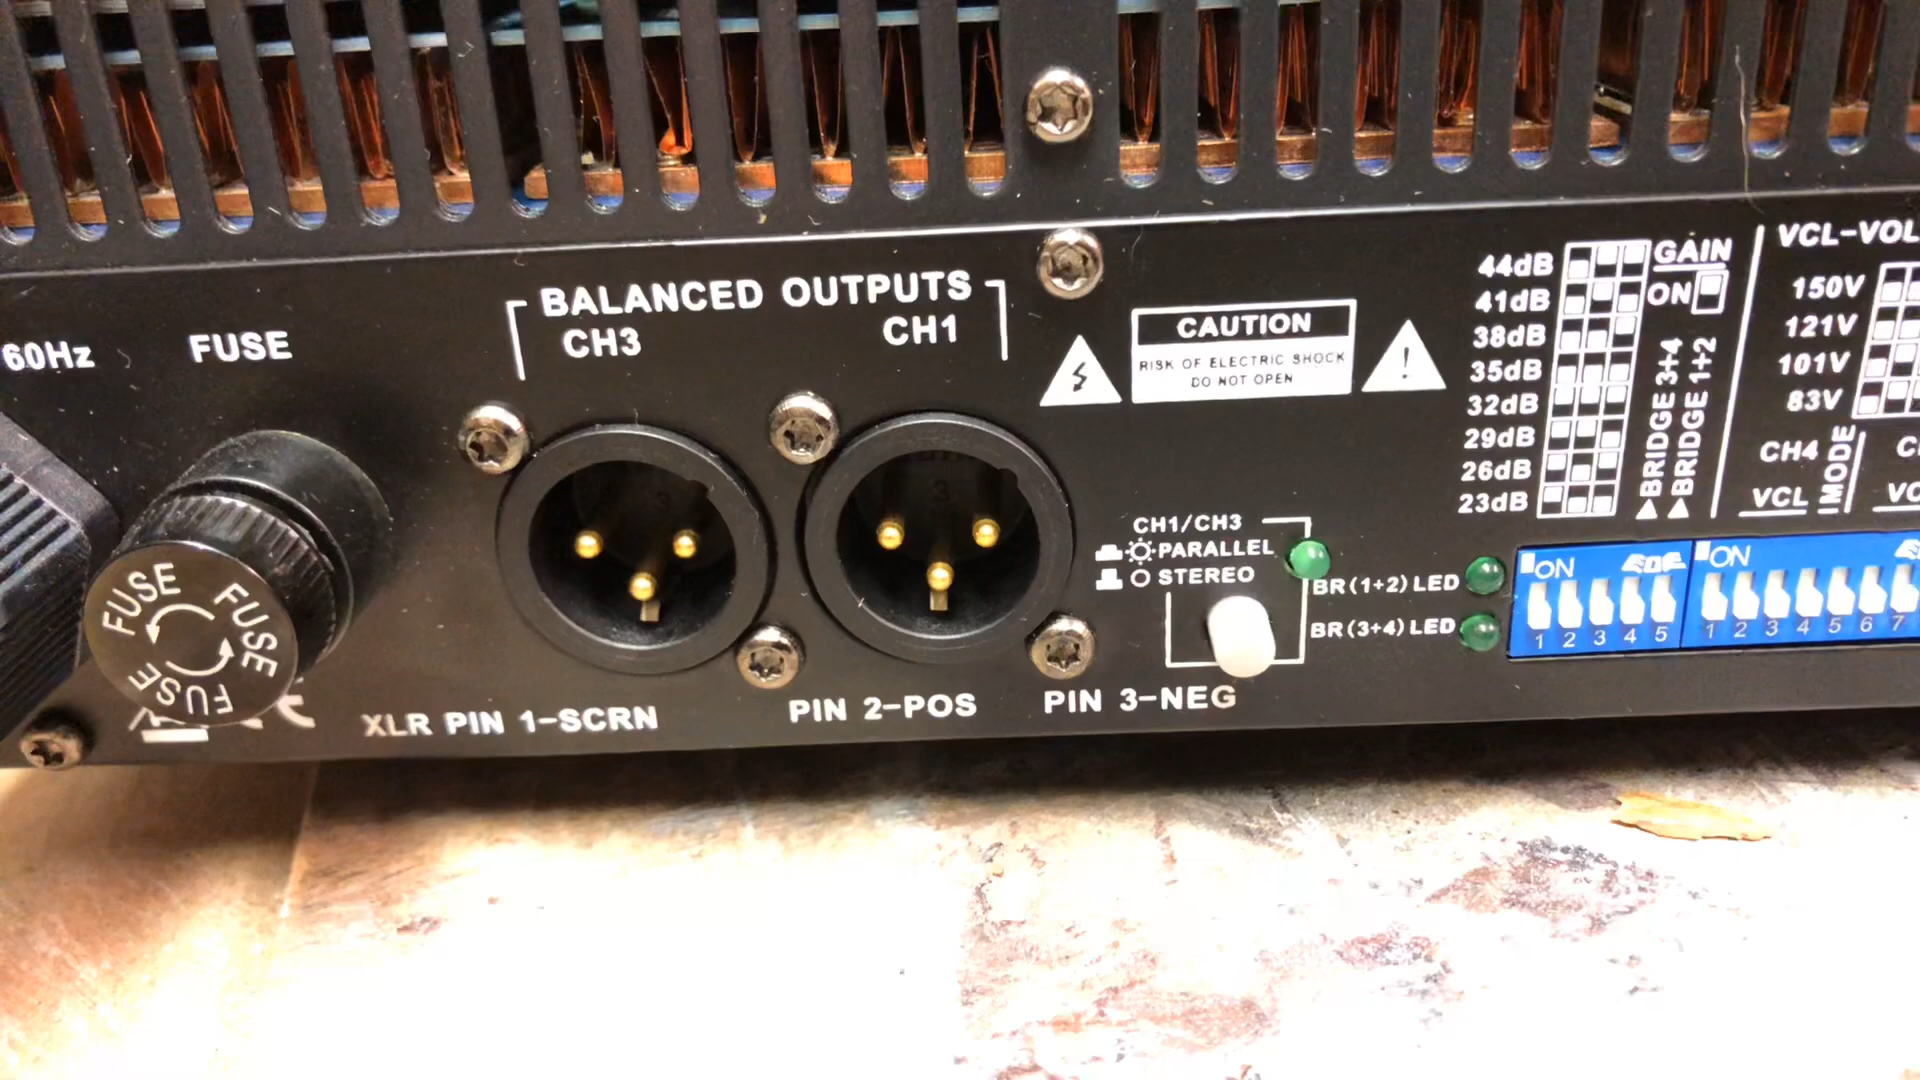 60Hz
FUSE
BALANCED OUTPUTS
CH3
CH1
FUSE
FUSE
FUSE
XLR PIN 1-SCRN
PIN 2-POS
PIN 3-NEG
CAUTION
RISK OF ELECTRIC SHOCK
DO NOT OPEN
!
CH1/CH3
PARALLEL
STEREO
BR(1+2) LED
BR(3+4) LED
44dB
41dB
38dB
35dB
32dB
29dB
26dB
23dB
GAIN
ON
BRIDGE 3+4
BRIDGE 1+2
VCL-VOL
150V
121V
101V
83V
CH4
VCL
MODE
ON
1 2 3 4 5
ON
1 2 3 4 5 6 7
3
3